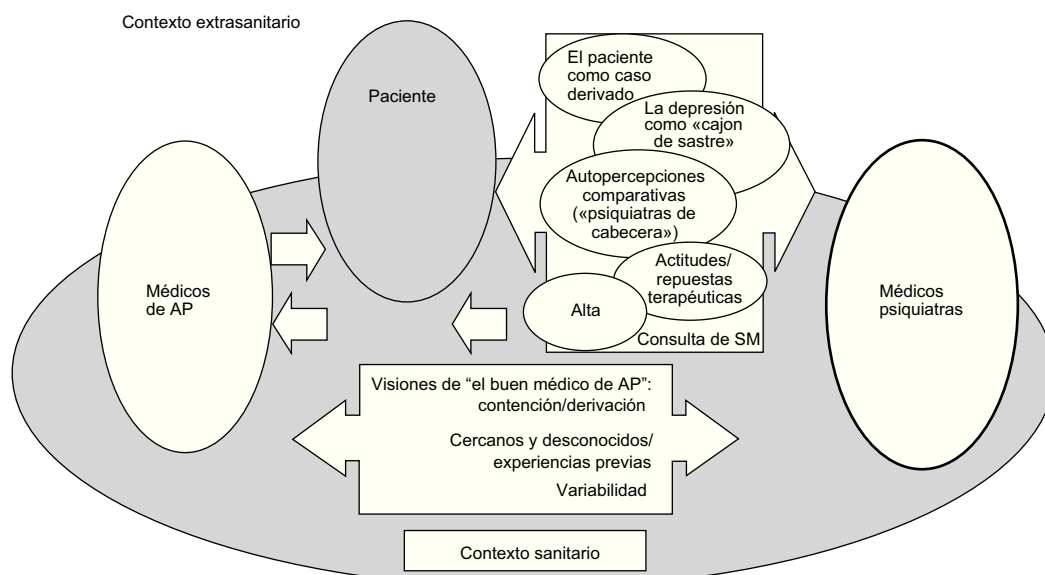 Contexto extrasanitario
Paciente
El paciente
como caso
derivado
La depresión
como «cajon
de sastre»
Autopercepciones
comparativas
(«psiquiatras de
cabecera»)
Actitudes/
repuestas
terapéuticas
Alta
Consulta de SM
Médicos
de AP
Médicos
psiquiatras
Visiones de “el buen médico de AP”:
contención/derivación
Cercanos y desconocidos/
experiencias previas
Variabilidad
Contexto sanitario